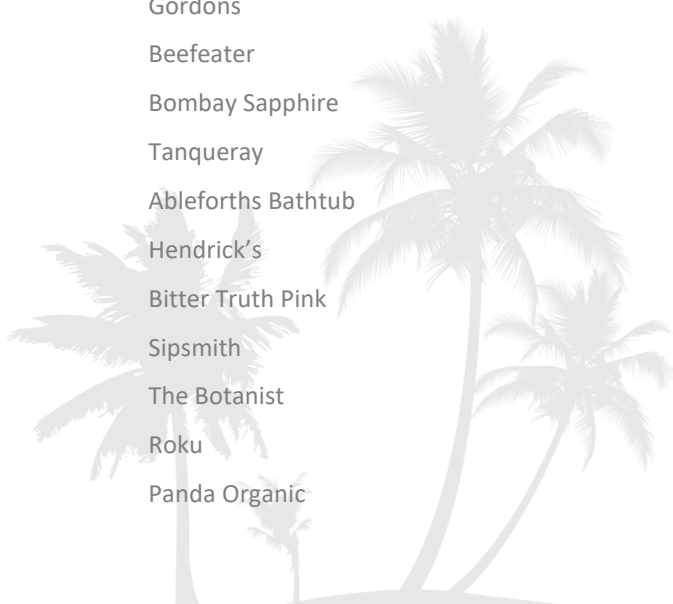 Gordons
Beefeater
Bombay Sapphire
Tanqueray
Ableforths Bathtub
Hendrick’s
Bitter Truth Pink
Sipsmith
The Botanist
Roku
Panda Organic